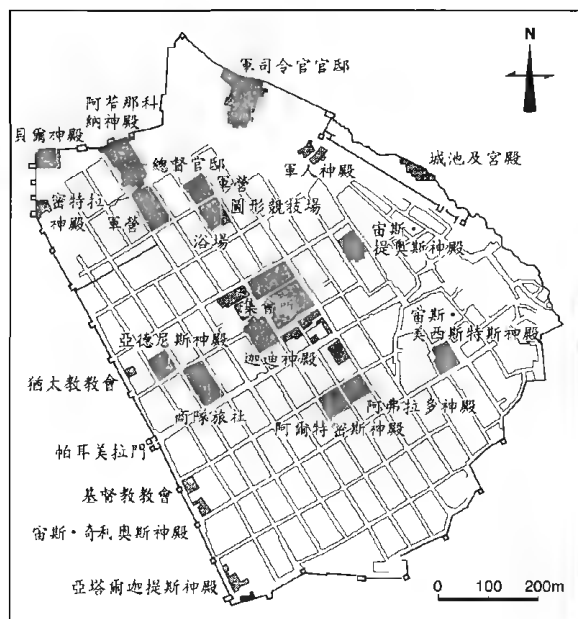 N
軍司令官官邸
阿若那科
納神殿
貝爾神殿
總督官邸
軍營
軍人神殿
城池及宮殿
密特拉
神殿
軍營
圓形競技場
浴場
宙斯・
提奧斯神殿
集會所
宙斯・
美西斯特斯神殿
亞德尼斯神殿
迦迪神殿
猶太教教會
商隊旅社
阿弗拉多神殿
阿爾特密斯神殿
帕耳美拉門
基督教教會
宙斯・奇利奧斯神殿
亞塔爾迦提斯神殿
0 100 200m